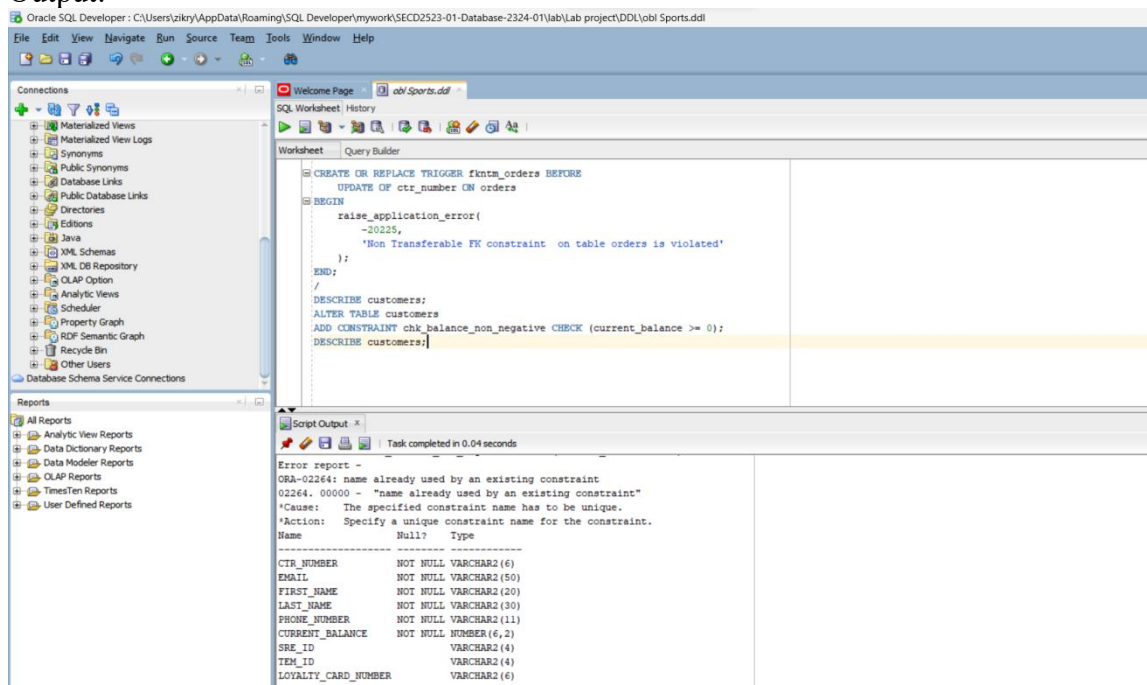 Output:
Oracle SQL Developer : C:\Users\zikry\AppData\Roaming\SQL Developer\mywork\SECD2523-01-Database-2324-01\lab\Lab project\DDL\obl Sports.ddl
File Edit View Navigate Run Source Team Tools Window Help
Connections
Materialized Views
Materialized View Logs
Synonyms
Public Synonyms
Database Links
Public Database Links
Directories
Editions
Java
XML Schemas
XML DB Repository
OLAP Option
Analytic Views
Scheduler
Property Graph
RDF Semantic Graph
Recycle Bin
Other Users
Database Schema Service Connections
Reports
All Reports
Analytic View Reports
Data Dictionary Reports
Data Modeler Reports
OLAP Reports
TimesTen Reports
User Defined Reports
Welcome Page obl Sports.ddl
SQL Worksheet History
Worksheet Query Builder
CREATE OR REPLACE TRIGGER fkntm_orders BEFORE
UPDATE OF ctr_number ON orders
BEGIN
raise_application_error(
-20225,
'Non Transferable FK constraint on table orders is violated'
);
END;
/
DESCRIBE customers;
ALTER TABLE customers
ADD CONSTRAINT chk_balance_non_negative CHECK (current_balance >= 0);
DESCRIBE customers;
Script Output
Task completed in 0.04 seconds
Error report -
ORA-02264: name already used by an existing constraint
02264. 00000 - "name already used by an existing constraint"
*Cause: The specified constraint name has to be unique.
*Action: Specify a unique constraint name for the constraint.
Name Null? Type
------------------- -------- ------------
CTR_NUMBER NOT NULL VARCHAR2(6)
EMAIL NOT NULL VARCHAR2(50)
FIRST_NAME NOT NULL VARCHAR2(20)
LAST_NAME NOT NULL VARCHAR2(30)
PHONE_NUMBER NOT NULL VARCHAR2(11)
CURRENT_BALANCE NOT NULL NUMBER(6,2)
SRE_ID VARCHAR2(4)
TEM_ID VARCHAR2(4)
LOYALTY_CARD_NUMBER VARCHAR2(6)